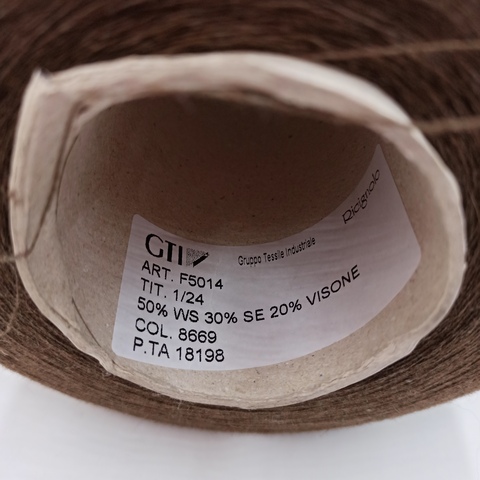 Ridignolo
GTI Gruppo Tessile Industriale
ART. F5014
TIT. 1/24
50% WS 30% SE 20% VISONE
COL. 8669
P.TA 18198